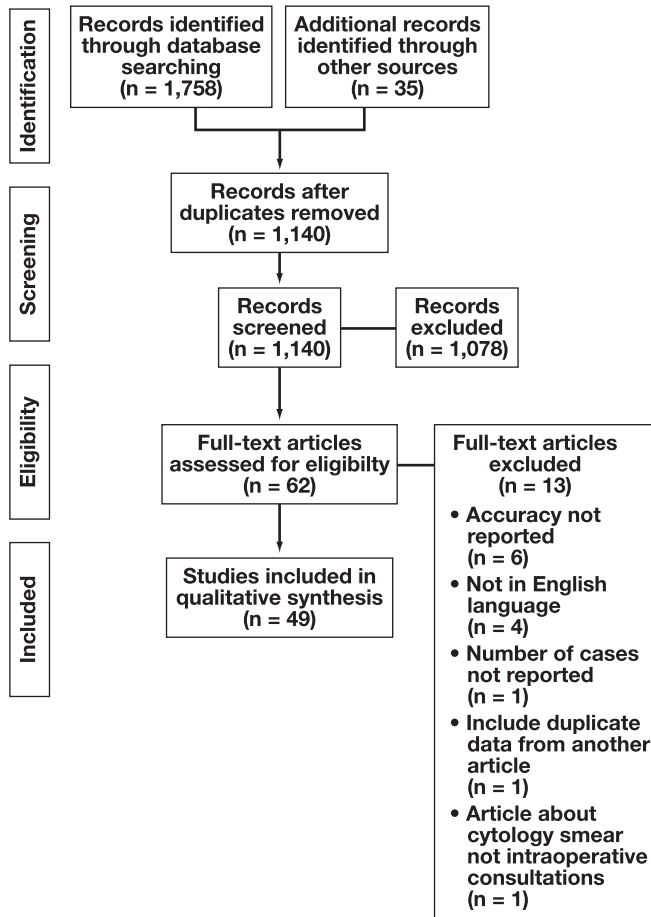 Identification
Records identified
through database
searching
(n = 1,758)
Additional records
identified through
other sources
(n = 35)
Screening
Records after
duplicates removed
(n = 1,140)
Records
screened
(n = 1,140)
Records
excluded
(n = 1,078)
Eligibility
Full-text articles
assessed for eligibilty
(n = 62)
Full-text articles
excluded
(n = 13)
• Accuracy not
reported
(n = 6)
• Not in English
language
(n = 4)
• Number of cases
not reported
(n = 1)
• Include duplicate
data from another
article
(n = 1)
• Article about
cytology smear
not intraoperative
consultations
(n = 1)
Included
Studies included in
qualitative synthesis
(n = 49)